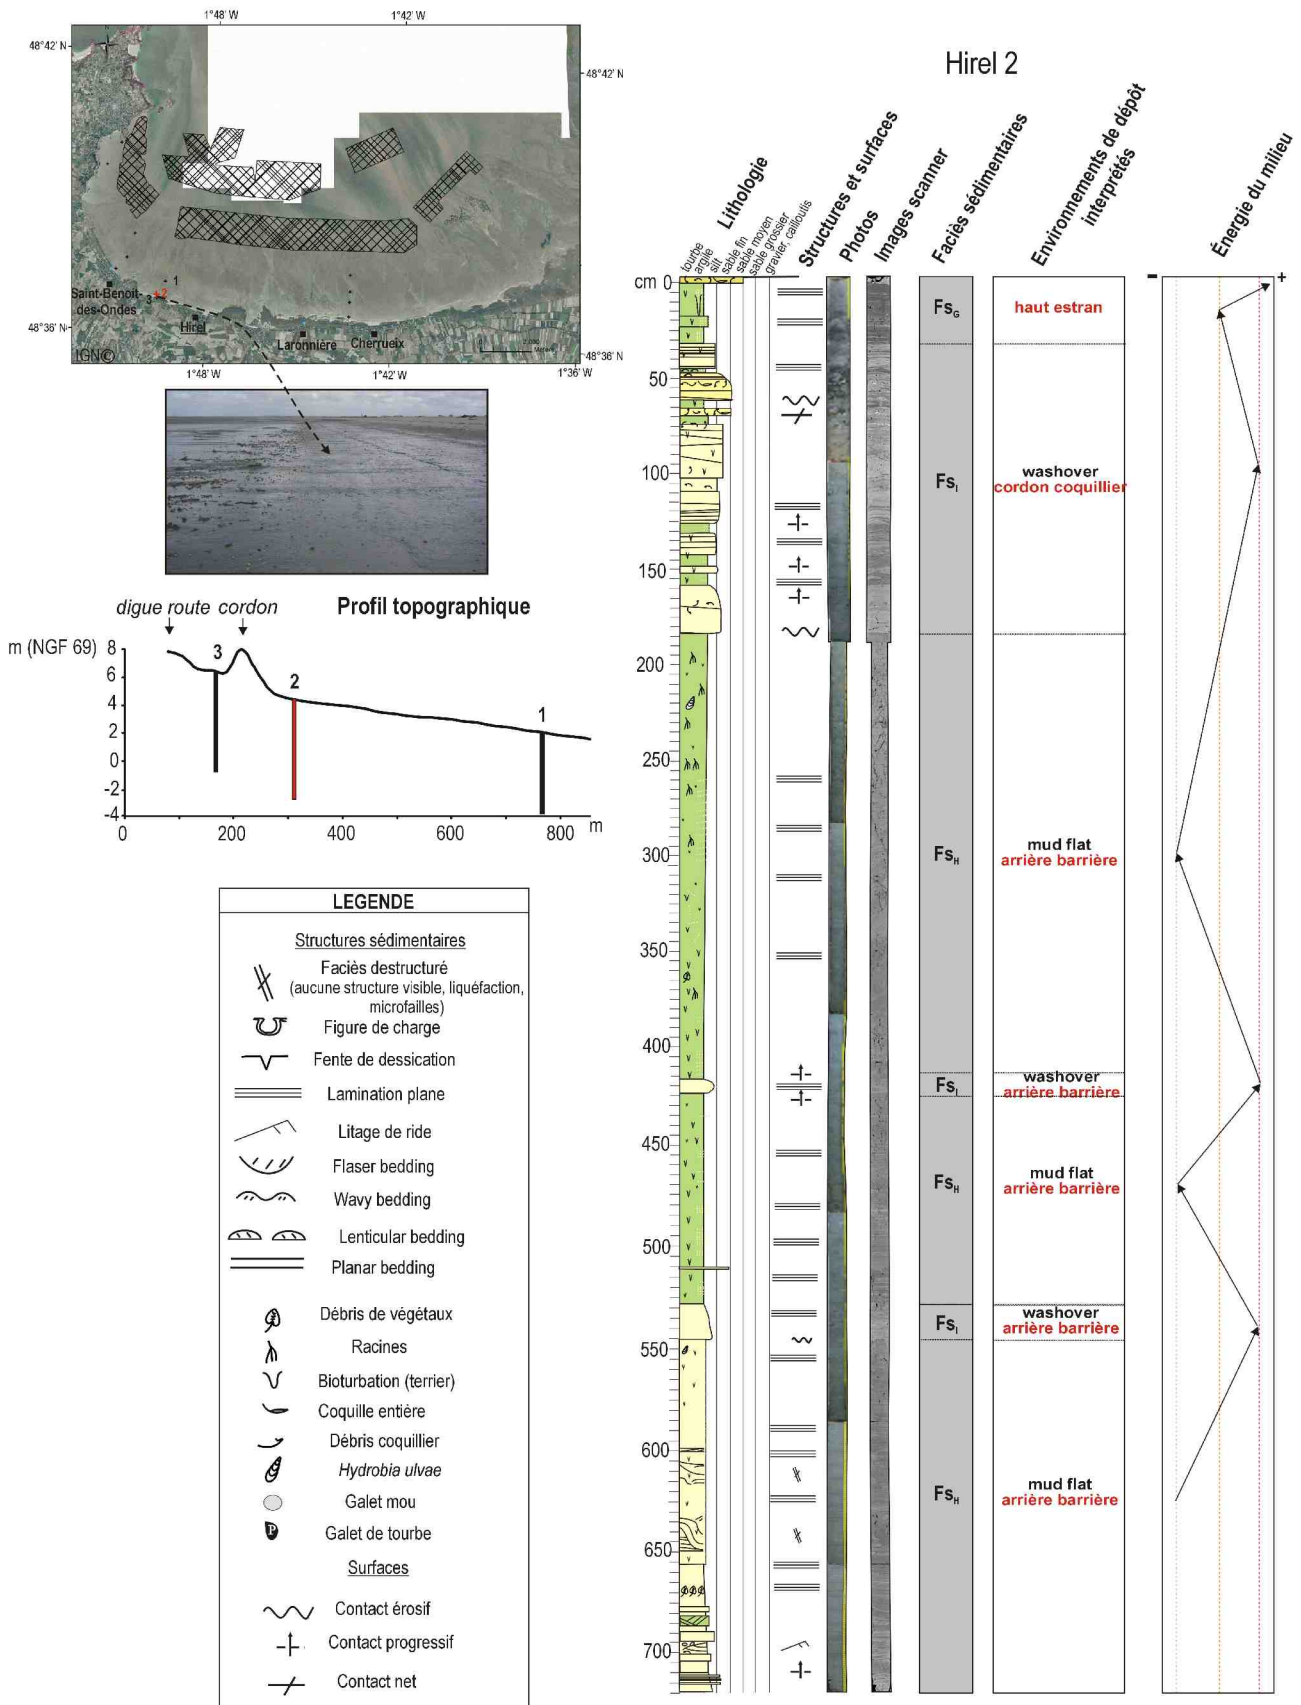 1°48' W
1°42' W
48°42' N
48°42' N
1
2
3
Saint-Benoit-
des-Ondes
Hirel
Laronnière
Cherrueix
48°36' N
48°36' N
IGN©
1°48' W
1°42' W
1°36' W
digue route cordon
Profil topographique
m (NGF 69)
8
6
4
2
0
-2
-4
3
2
1
0
200
400
600
800
m
LEGENDE
Structures sédimentaires
Faciès destructuré
(aucune structure visible, liquéfaction,
microfailles)
Figure de charge
Fente de dessication
Lamination plane
Litage de ride
Flaser bedding
Wavy bedding
Lenticular bedding
Planar bedding
Débris de végétaux
Racines
Bioturbation (terrier)
Coquille entière
Débris coquillier
Hydrobia ulvae
Galet mou
P
Galet de tourbe
Surfaces
Contact érosif
Contact progressif
Contact net
Hirel 2
Lithologie
tourbe
argile
silt
sable fin
sable moyen
sable grossier
gravier, cailloutis
Structures et surfaces
Photos
Images scanner
Faciès sédimentaires
Environnements de dépôt
interprétés
Énergie du milieu
- +
cm 0
50
100
150
200
250
300
350
400
450
500
550
600
650
700
FsG
haut estran
FsI
washover
cordon coquillier
FsH
mud flat
arrière barrière
FsI
washover
arrière barrière
FsH
mud flat
arrière barrière
FsI
washover
arrière barrière
FsH
mud flat
arrière barrière